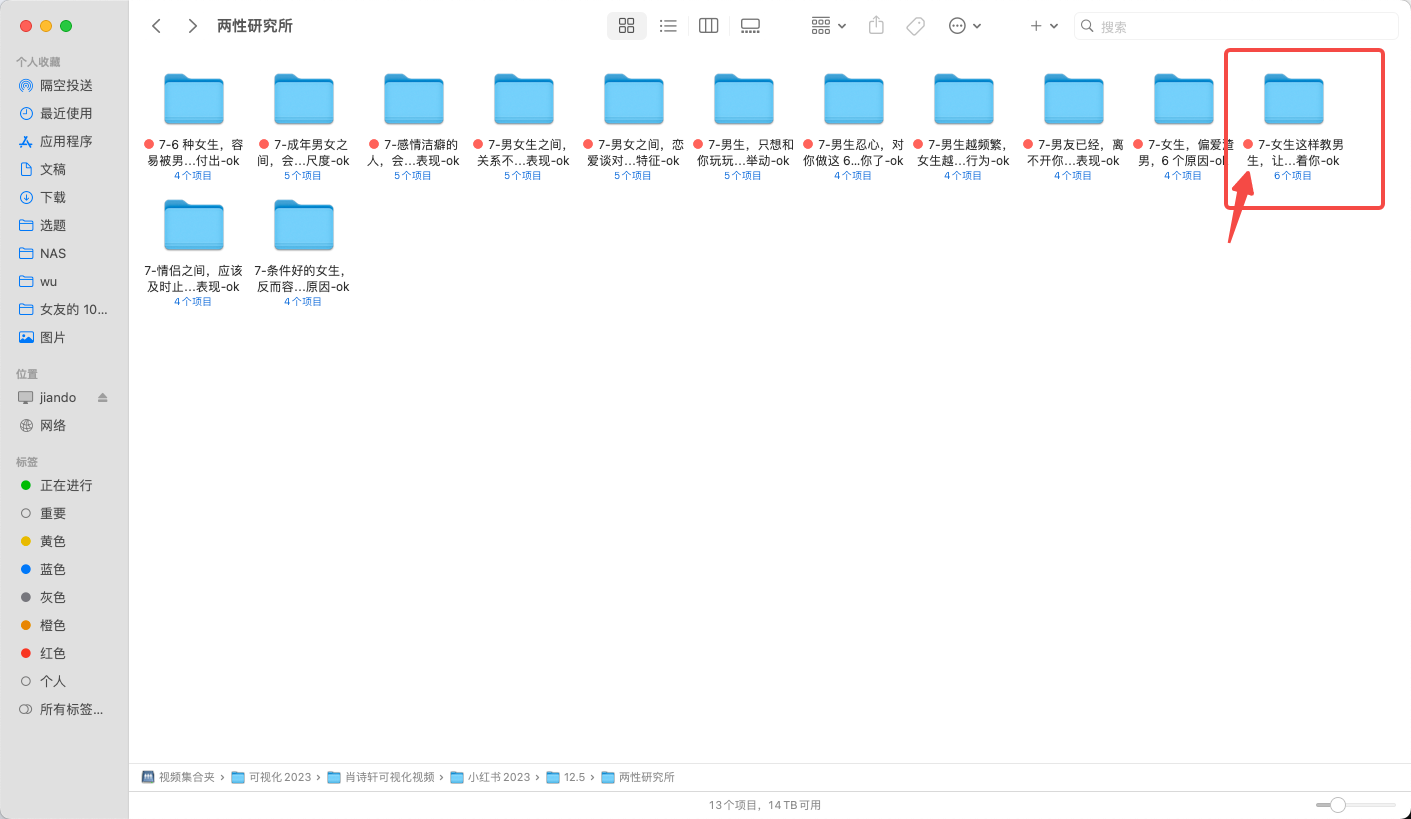 两性研究所
搜索
个人收藏
隔空投送
最近使用
应用程序
文稿
下载
选题
NAS
wu
女友的 10...
图片
位置
jiando
网络
标签
正在进行
重要
黄色
蓝色
灰色
橙色
红色
个人
所有标签...
7-6 种女生，容
易被男...付出-ok
4个项目
7-成年男女之
间，会...尺度-ok
5个项目
7-感情洁癖的
人，会...表现-ok
5个项目
7-男女生之间，
关系不...表现-ok
5个项目
7-男女之间，恋
爱谈对...特征-ok
5个项目
7-男生，只想和
你玩玩...举动-ok
5个项目
7-男生忍心，对
你做这 6...你了-ok
4个项目
7-男生越频繁，
女生越...行为-ok
4个项目
7-男友已经，离
不开你...表现-ok
4个项目
7-女生，偏爱渣
男，6 个原因-ok
4个项目
7-女生这样教男
生，让...着你-ok
6个项目
7-情侣之间，应该
及时止...表现-ok
4个项目
7-条件好的女生，
反而容...原因-ok
4个项目
视频集合夹 › 可视化2023 › 肖诗轩可视化视频 › 小红书2023 › 12.5 › 两性研究所
13个项目，14TB可用